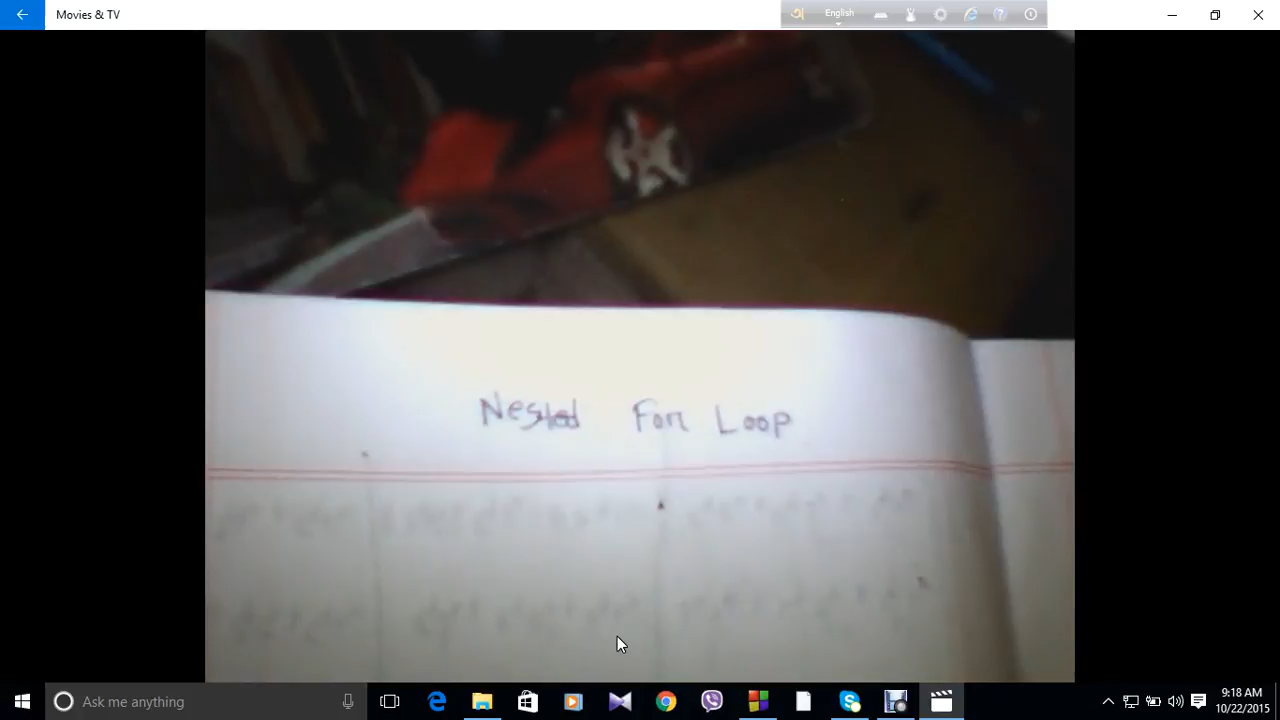 Movies & TV
অ English
Nested For Loop
Ask me anything
9:18 AM
10/22/2015